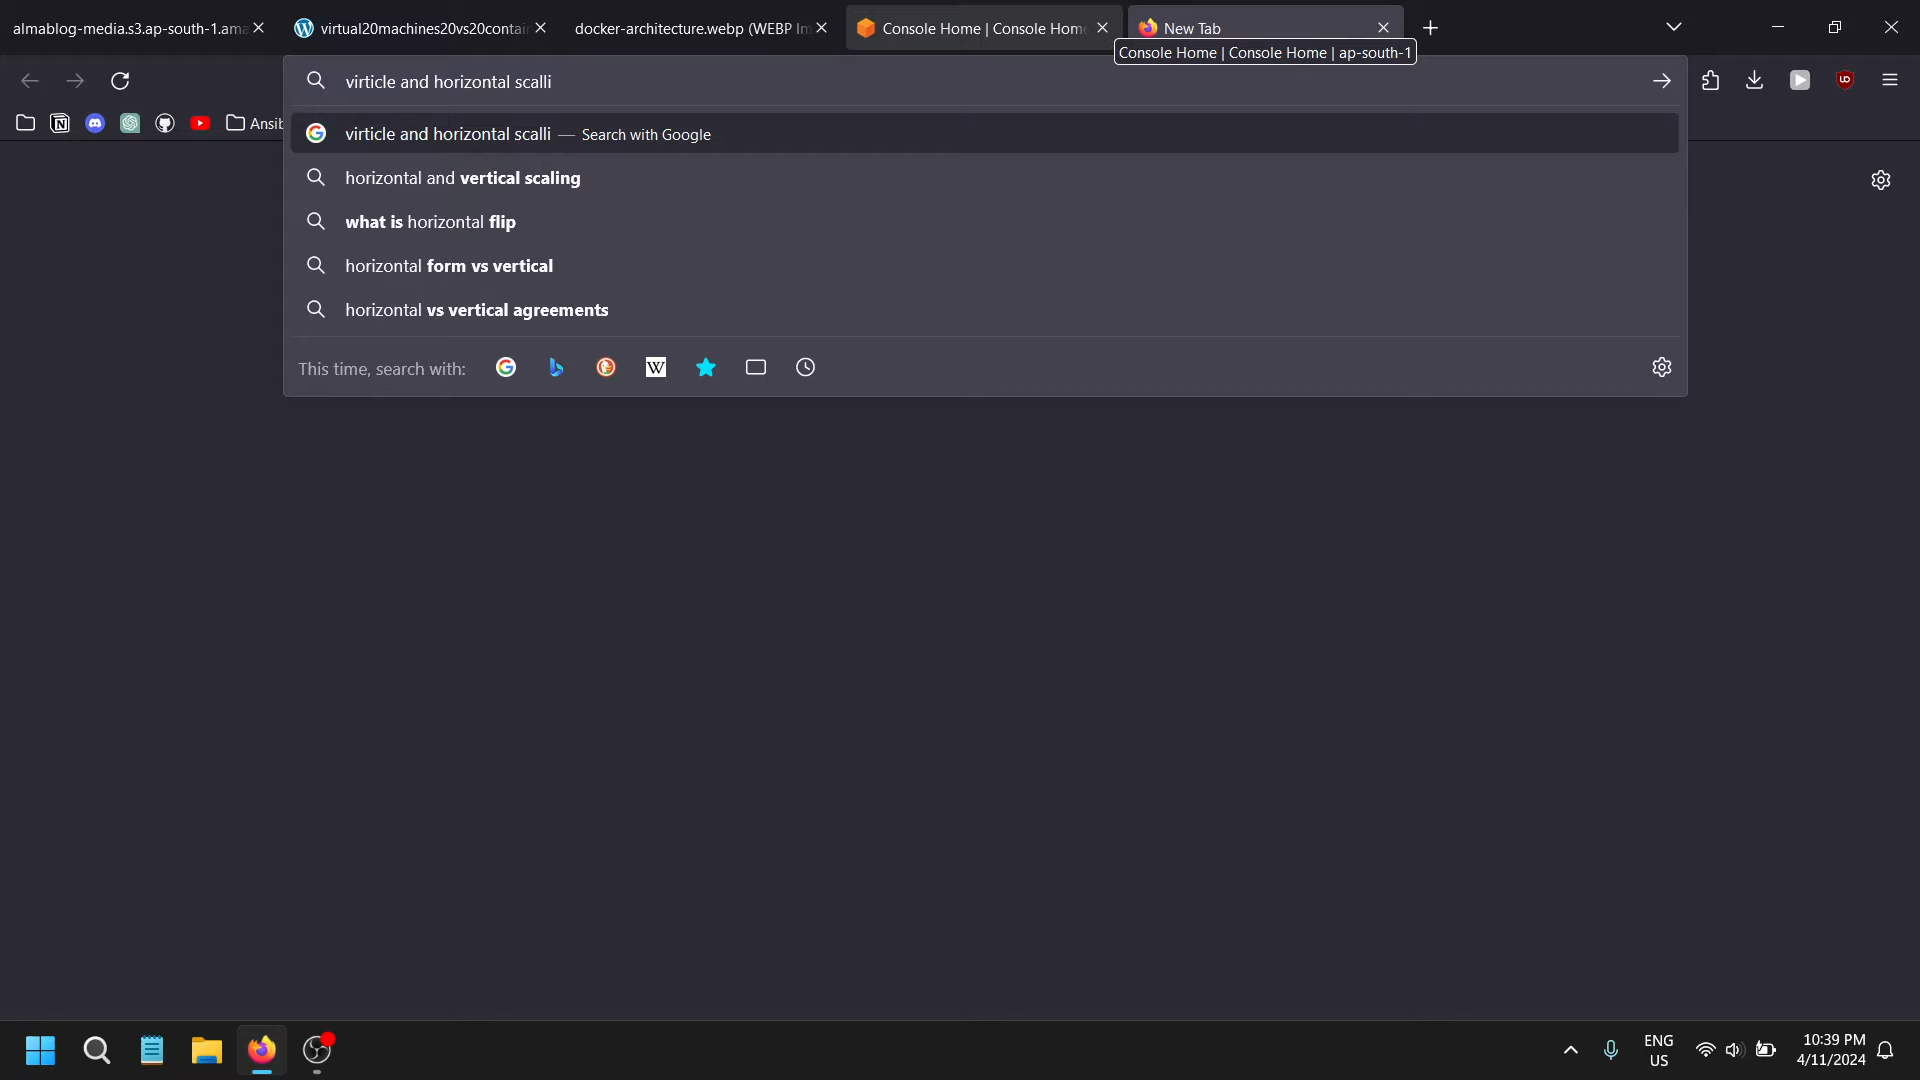 almablog-media.s3.ap-south-1.ama
virtual20machines20vs20contain
docker-architecture.webp (WEBP Im
Console Home | Console Home
New Tab
Console Home | Console Home | ap-south-1
virticle and horizontal scalli
Ansib
virticle and horizontal scalli — Search with Google
horizontal and vertical scaling
what is horizontal flip
horizontal form vs vertical
horizontal vs vertical agreements
This time, search with:
ENG
US
10:39 PM
4/11/2024